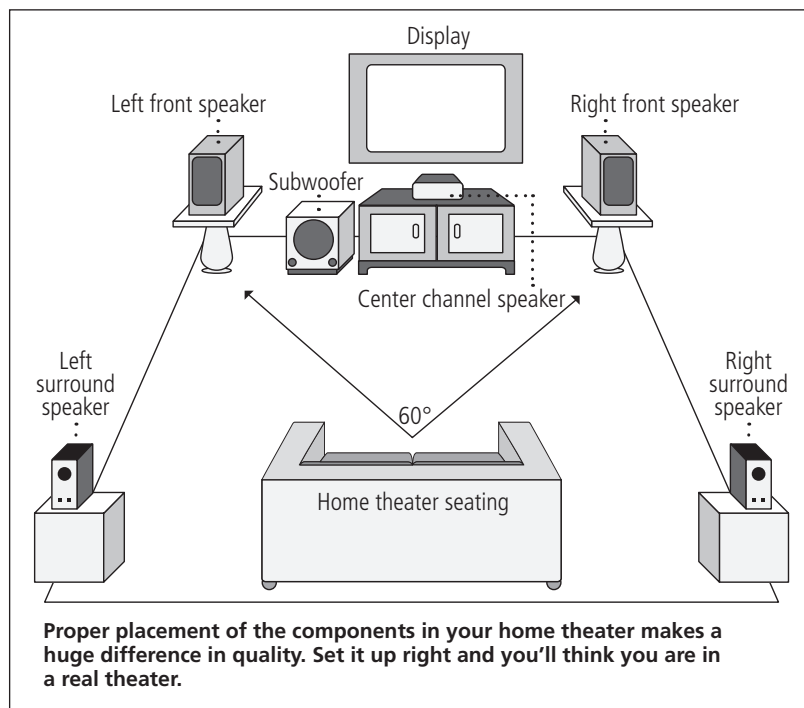 Display
Left front speaker
Right front speaker
Subwoofer
Center channel speaker
Left
surround
speaker
Right
surround
speaker
60°
Home theater seating
Proper placement of the components in your home theater makes a
huge difference in quality. Set it up right and you'll think you are in
a real theater.